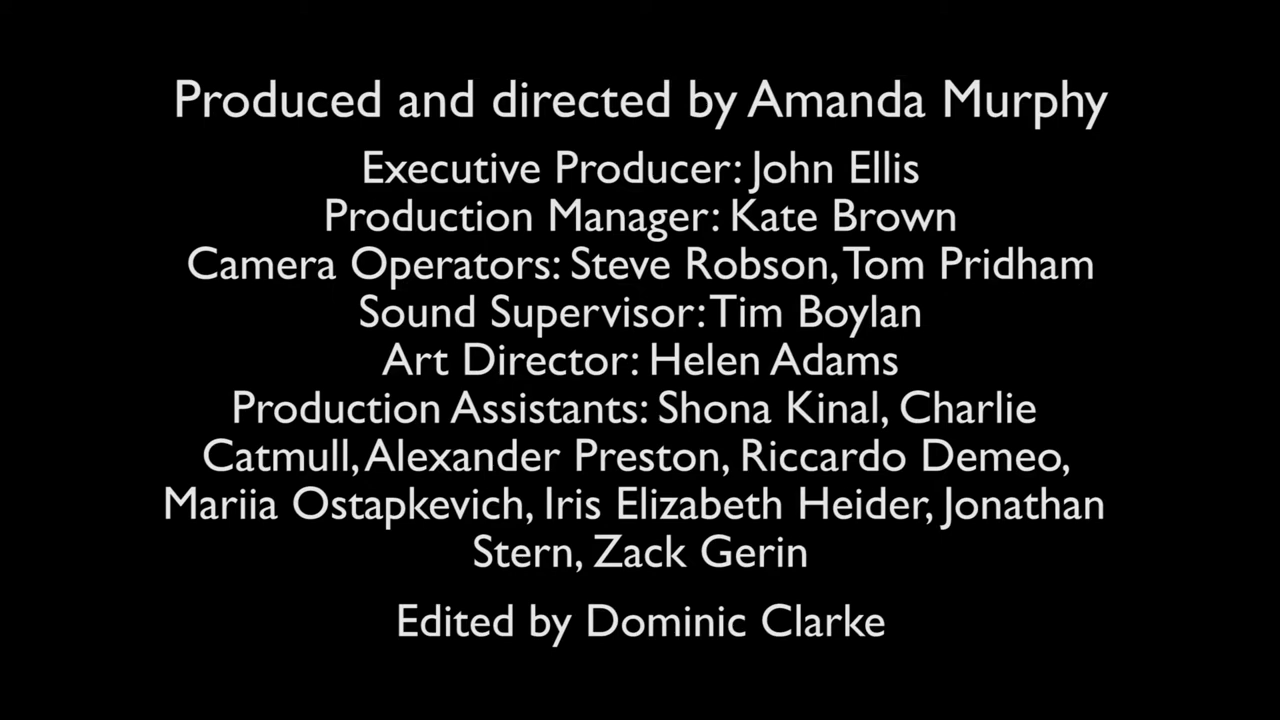 Produced and directed by Amanda Murphy
Executive Producer: John Ellis
Production Manager: Kate Brown
Camera Operators: Steve Robson, Tom Pridham
Sound Supervisor: Tim Boylan
Art Director: Helen Adams
Production Assistants: Shona Kinal, Charlie
Catmull, Alexander Preston, Riccardo Demeo,
Mariia Ostapkevich, Iris Elizabeth Heider, Jonathan
Stern, Zack Gerin
Edited by Dominic Clarke